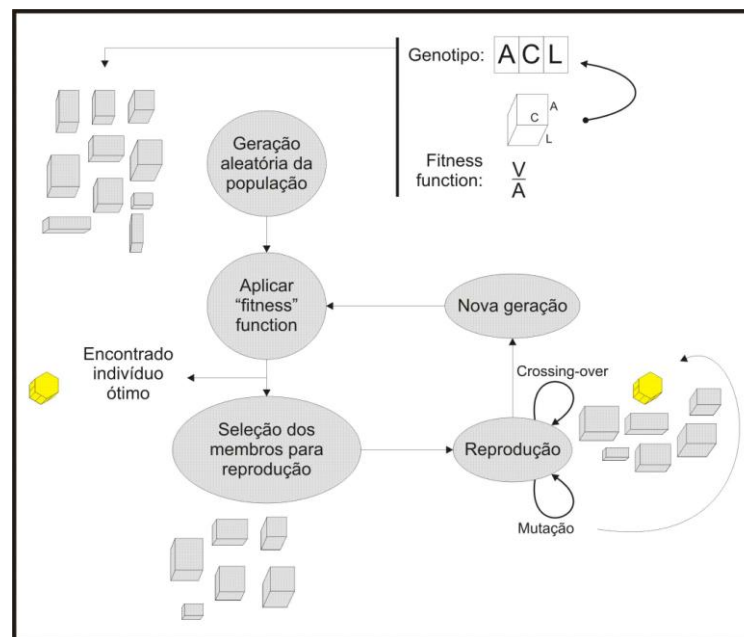 Genotipo: A C L
A
C
L
Fitness
function:
V
A
Geração
aleatória da
população
Aplicar
“fitness”
function
Nova geração
Encontrado
indivíduo
ótimo
Crossing-over
Seleção dos
membros para
reprodução
Reprodução
Mutação